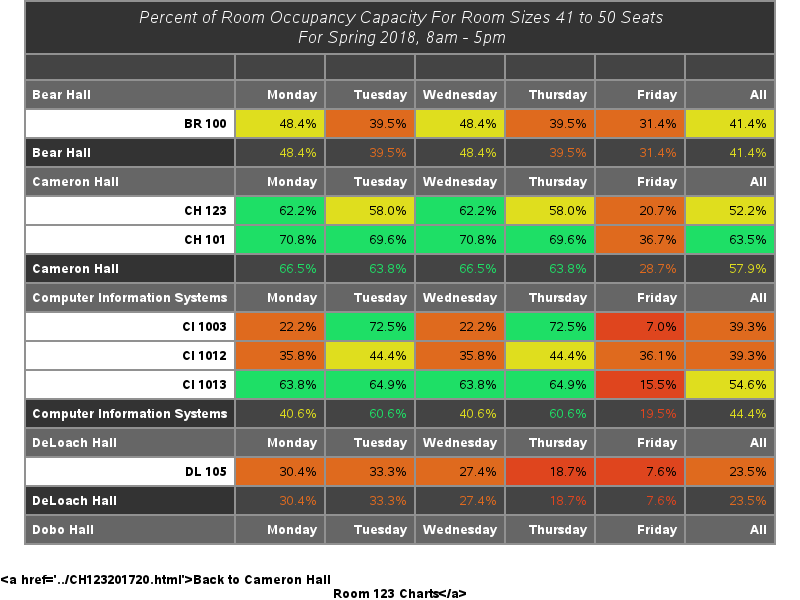 Percent of Room Occupancy Capacity For Room Sizes 41 to 50 Seats
For Spring 2018, 8am - 5pm
Bear Hall Monday Tuesday Wednesday Thursday Friday All
BR 100 48.4% 39.5% 48.4% 39.5% 31.4% 41.4%
Bear Hall 48.4% 39.5% 48.4% 39.5% 31.4% 41.4%
Cameron Hall Monday Tuesday Wednesday Thursday Friday All
CH 123 62.2% 58.0% 62.2% 58.0% 20.7% 52.2%
CH 101 70.8% 69.6% 70.8% 69.6% 36.7% 63.5%
Cameron Hall 66.5% 63.8% 66.5% 63.8% 28.7% 57.9%
Computer Information Systems Monday Tuesday Wednesday Thursday Friday All
CI 1003 22.2% 72.5% 22.2% 72.5% 7.0% 39.3%
CI 1012 35.8% 44.4% 35.8% 44.4% 36.1% 39.3%
CI 1013 63.8% 64.9% 63.8% 64.9% 15.5% 54.6%
Computer Information Systems 40.6% 60.6% 40.6% 60.6% 19.5% 44.4%
DeLoach Hall Monday Tuesday Wednesday Thursday Friday All
DL 105 30.4% 33.3% 27.4% 18.7% 7.6% 23.5%
DeLoach Hall 30.4% 33.3% 27.4% 18.7% 7.6% 23.5%
Dobo Hall Monday Tuesday Wednesday Thursday Friday All
<a href='../CH123201720.html'>Back to Cameron Hall
Room 123 Charts</a>